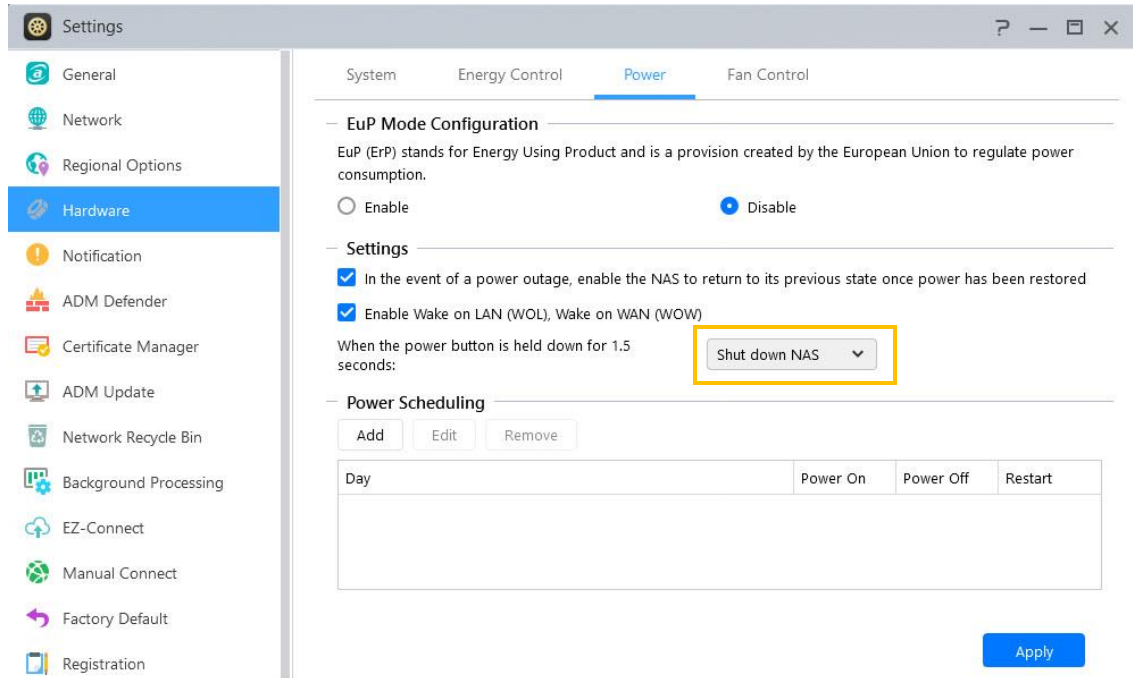 Settings
General
Network
Regional Options
Hardware
Notification
ADM Defender
Certificate Manager
ADM Update
Network Recycle Bin
Background Processing
EZ-Connect
Manual Connect
Factory Default
Registration
System Energy Control Power Fan Control
EuP Mode Configuration
EuP (ErP) stands for Energy Using Product and is a provision created by the European Union to regulate power
consumption.
Enable Disable
Settings
In the event of a power outage, enable the NAS to return to its previous state once power has been restored
Enable Wake on LAN (WOL), Wake on WAN (WOW)
When the power button is held down for 1.5
seconds:
Shut down NAS
Power Scheduling
Add Edit Remove
Day Power On Power Off Restart
Apply